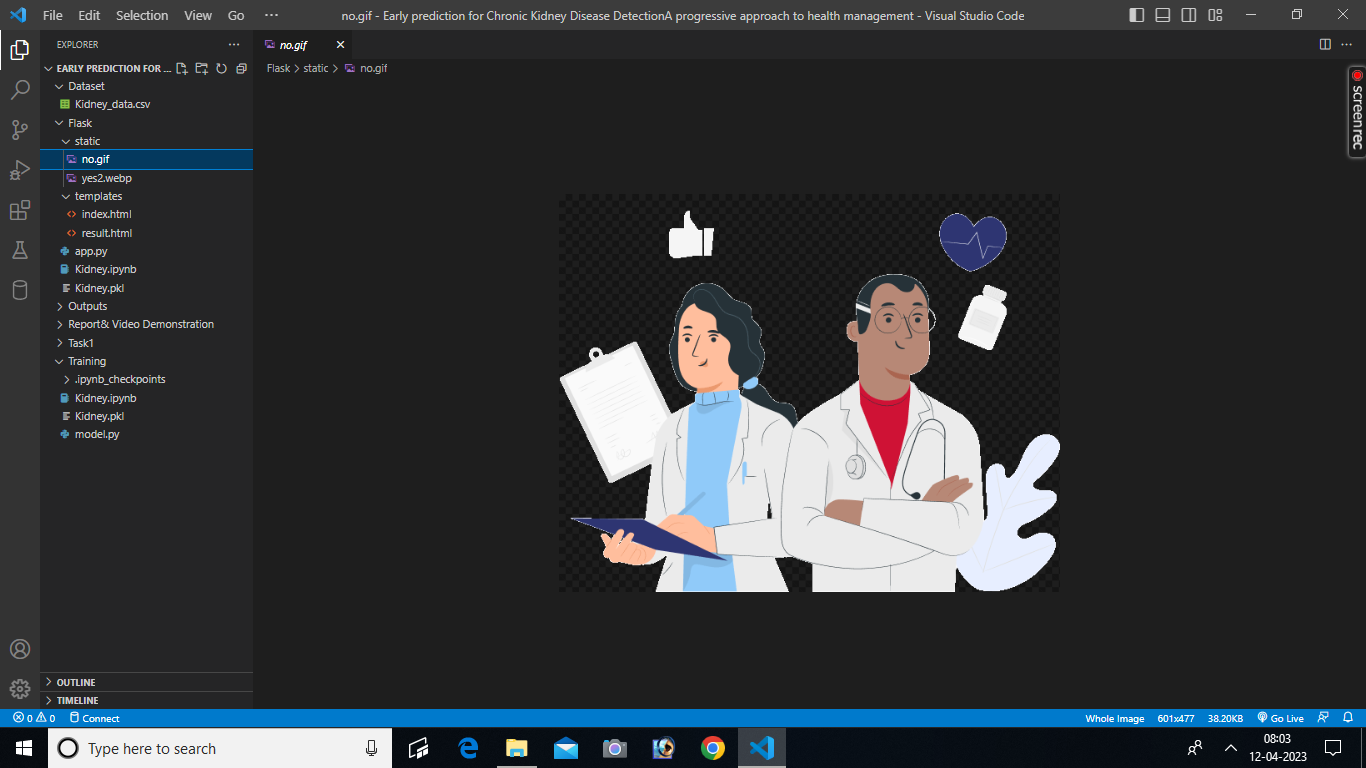 File Edit Selection View Go ··· no.gif - Early prediction for Chronic Kidney Disease DetectionA progressive approach to health management - Visual Studio Code
EXPLORER ···
no.gif
EARLY PREDICTION FOR ...
Flask > static > no.gif
Dataset
Kidney_data.csv
Flask
static
no.gif
yes2.webp
templates
index.html
result.html
app.py
Kidney.ipynb
Kidney.pkl
Outputs
Report& Video Demonstration
Task1
Training
.ipynb_checkpoints
Kidney.ipynb
Kidney.pkl
model.py
OUTLINE
TIMELINE
screenrec
0 0 Connect Whole Image 601x477 38.20KB Go Live
Type here to search
08:03
12-04-2023